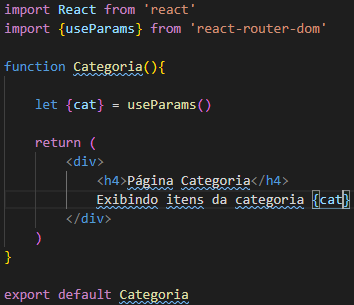 import React from 'react'
import {useParams} from 'react-router-dom'
function Categoria(){
let {cat} = useParams()
return (
<div>
<h4>Página Categoria</h4>
Exibindo itens da categoria {cat}
</div>
)
}
export default Categoria